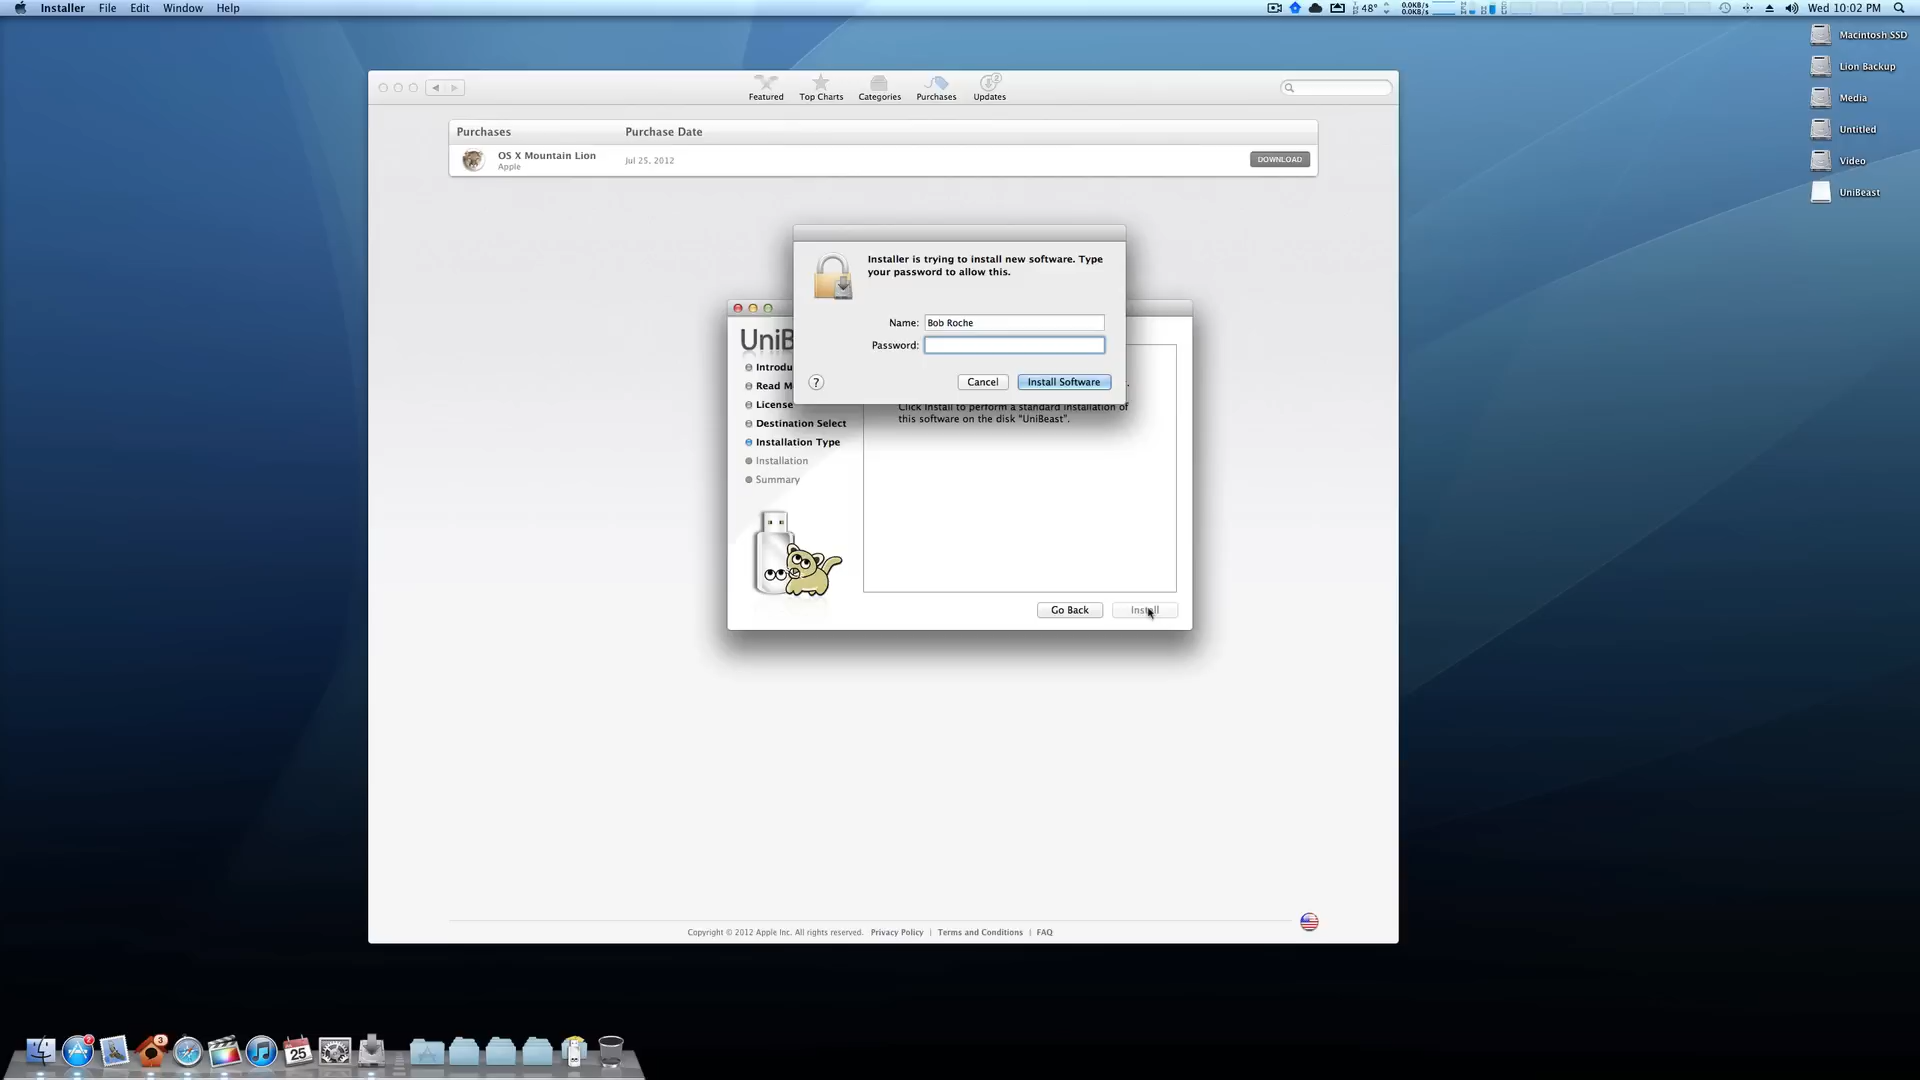 Installer File Edit Window Help
48° 0.0KB/s 0.0KB/s Wed 10:02 PM
Macintosh SSD
Lion Backup
Media
Untitled
Video
UniBeast
Featured Top Charts Categories Purchases Updates
Purchases Purchase Date
OS X Mountain Lion
Apple
Jul 25, 2012
DOWNLOAD
Installer is trying to install new software. Type
your password to allow this.
Name: Bob Roche
Password:
? Cancel Install Software
UniB
Introdu
Read M
License
Destination Select
Installation Type
Installation
Summary
Click Install to perform a standard installation of
this software on the disk "UniBeast".
Go Back Install
Copyright © 2012 Apple Inc. All rights reserved. Privacy Policy | Terms and Conditions | FAQ
3
25